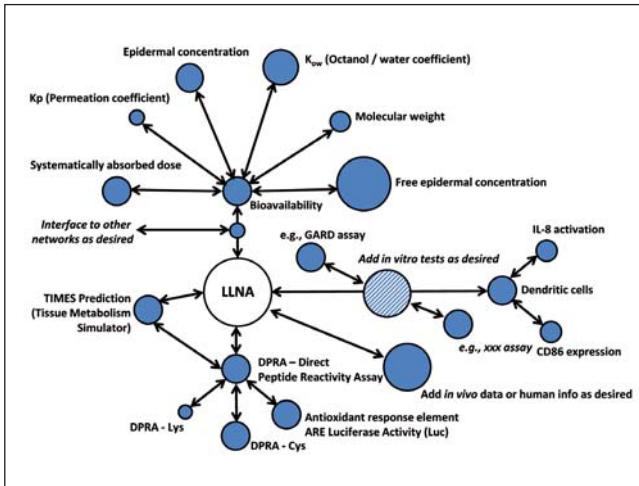 Epidermal concentration
Kow (Octanol / water coefficient)
Kp (Permeation coefficient)
Molecular weight
Systematically absorbed dose
Free epidermal concentration
Bioavailability
Interface to other
networks as desired
e.g., GARD assay
IL-8 activation
Add in vitro tests as desired
LLNA
Dendritic cells
TIMES Prediction
(Tissue Metabolism
Simulator)
e.g., xxx assay
CD86 expression
DPRA – Direct
Peptide Reactivity Assay
Add in vivo data or human info as desired
DPRA - Lys
Antioxidant response element
ARE Luciferase Activity (Luc)
DPRA - Cys